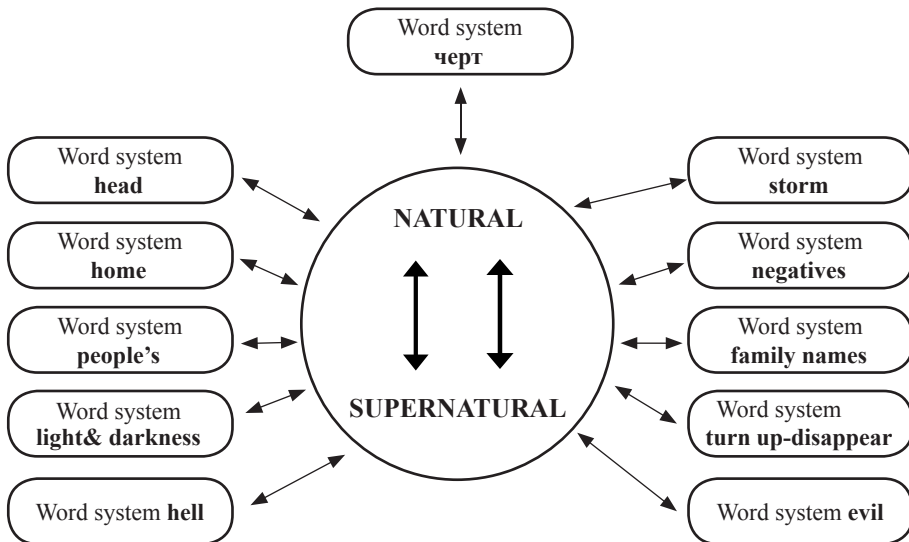 Word system
черт
Word system
head
Word system
home
Word system
people's
Word system
light& darkness
Word system hell
NATURAL
SUPERNATURAL
Word system
storm
Word system
negatives
Word system
family names
Word system
turn up-disappear
Word system evil